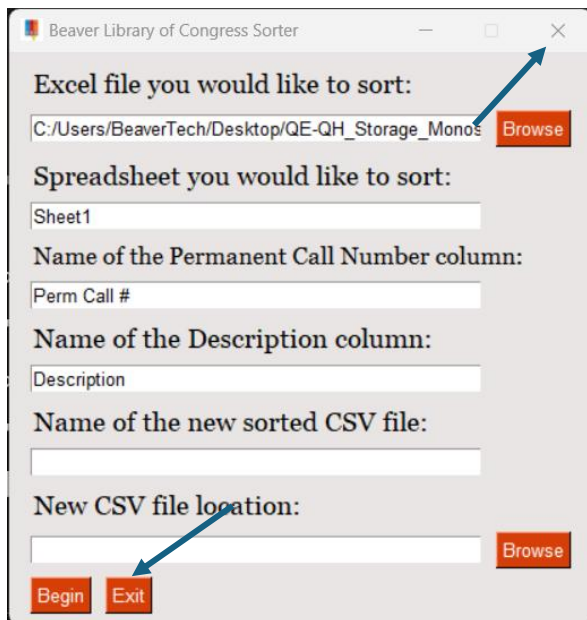 Beaver Library of Congress Sorter
Excel file you would like to sort:
C:/Users/BeaverTech/Desktop/QE-QH_Storage_Monos
Browse
Spreadsheet you would like to sort:
Sheet1
Name of the Permanent Call Number column:
Perm Call #
Name of the Description column:
Description
Name of the new sorted CSV file:
New CSV file location:
Browse
Begin Exit